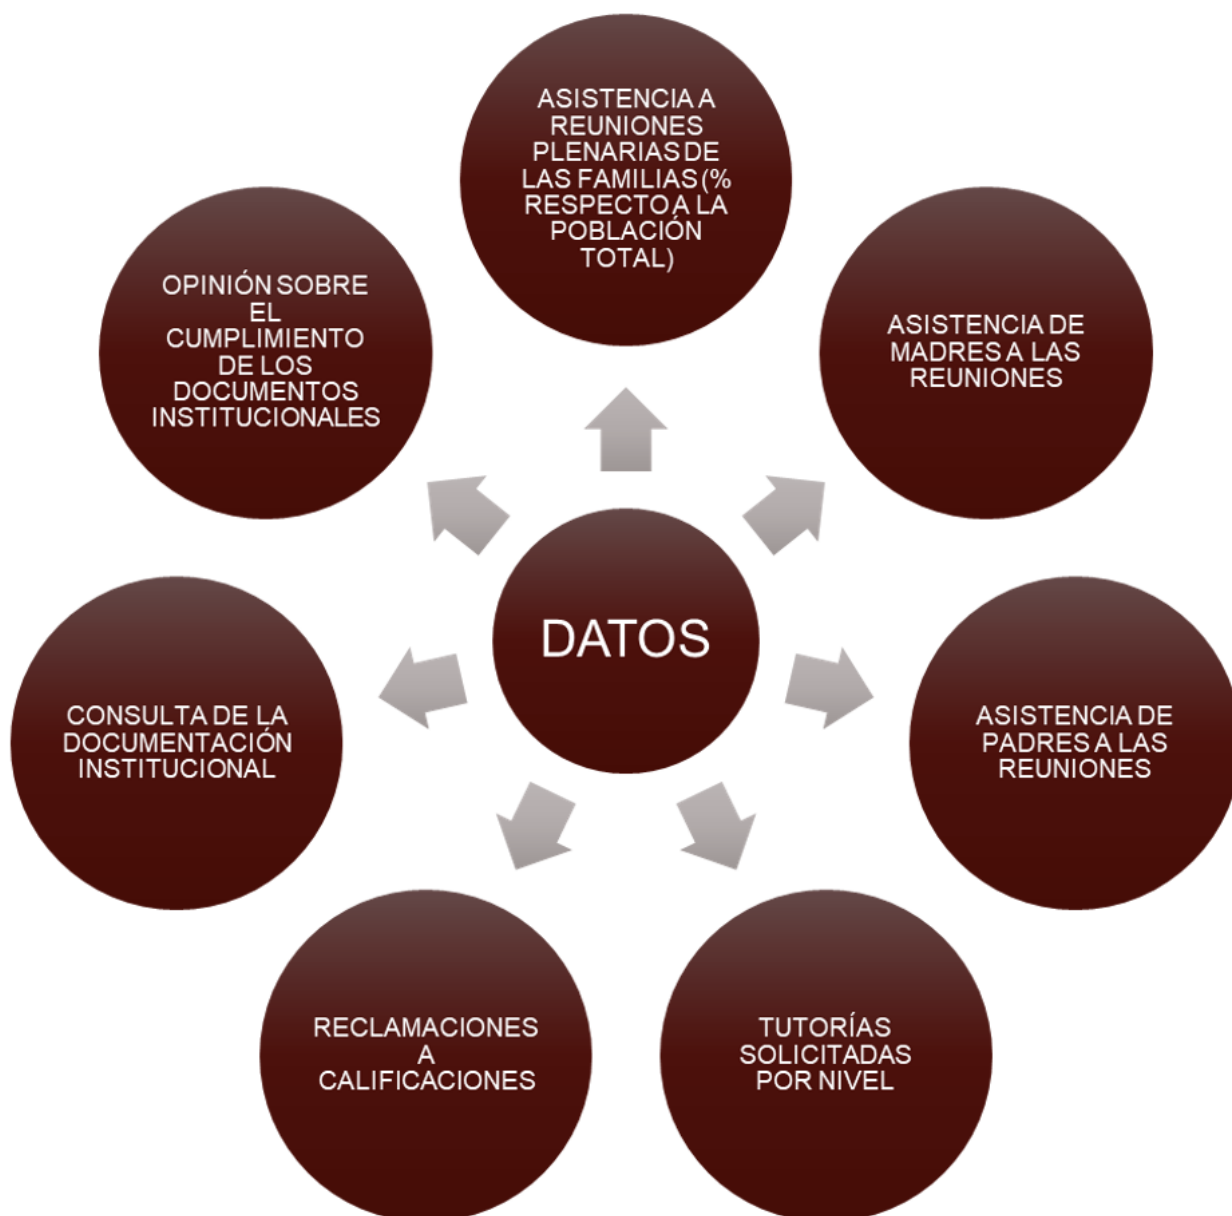 ASISTENCIA A
REUNIONES
PLENARIAS DE
LAS FAMILIAS (%
RESPECTO A LA
POBLACIÓN
TOTAL)
ASISTENCIA DE
MADRES A LAS
REUNIONES
ASISTENCIA DE
PADRES A LAS
REUNIONES
TUTORÍAS
SOLICITADAS
POR NIVEL
RECLAMACIONES
A
CALIFICACIONES
CONSULTA DE LA
DOCUMENTACIÓN
INSTITUCIONAL
OPINIÓN SOBRE
EL
CUMPLIMIENTO
DE LOS
DOCUMENTOS
INSTITUCIONALES
DATOS